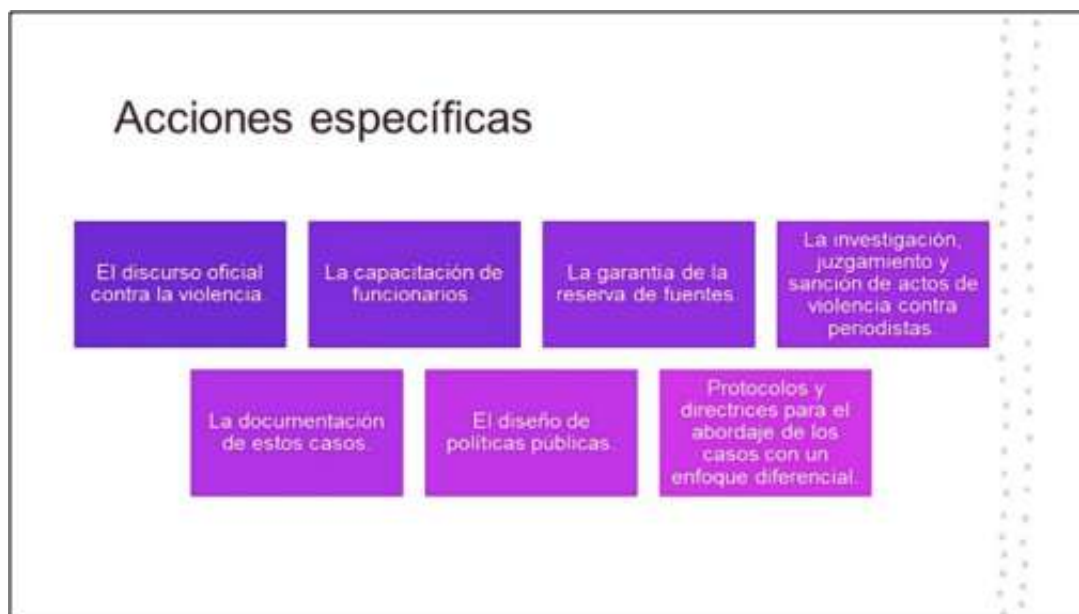 Acciones específicas
El discurso oficial
contra la violencia.
La capacitación de
funcionarios
La garantía de la
reserva de fuentes.
La investigación,
juzgamiento y
sanción de actos de
violencia contra
periodistas.
La documentación
de estos casos.
El diseño de
políticas públicas.
Protocolos y
directrices para el
abordaje de los
casos con un
enfoque diferencial.